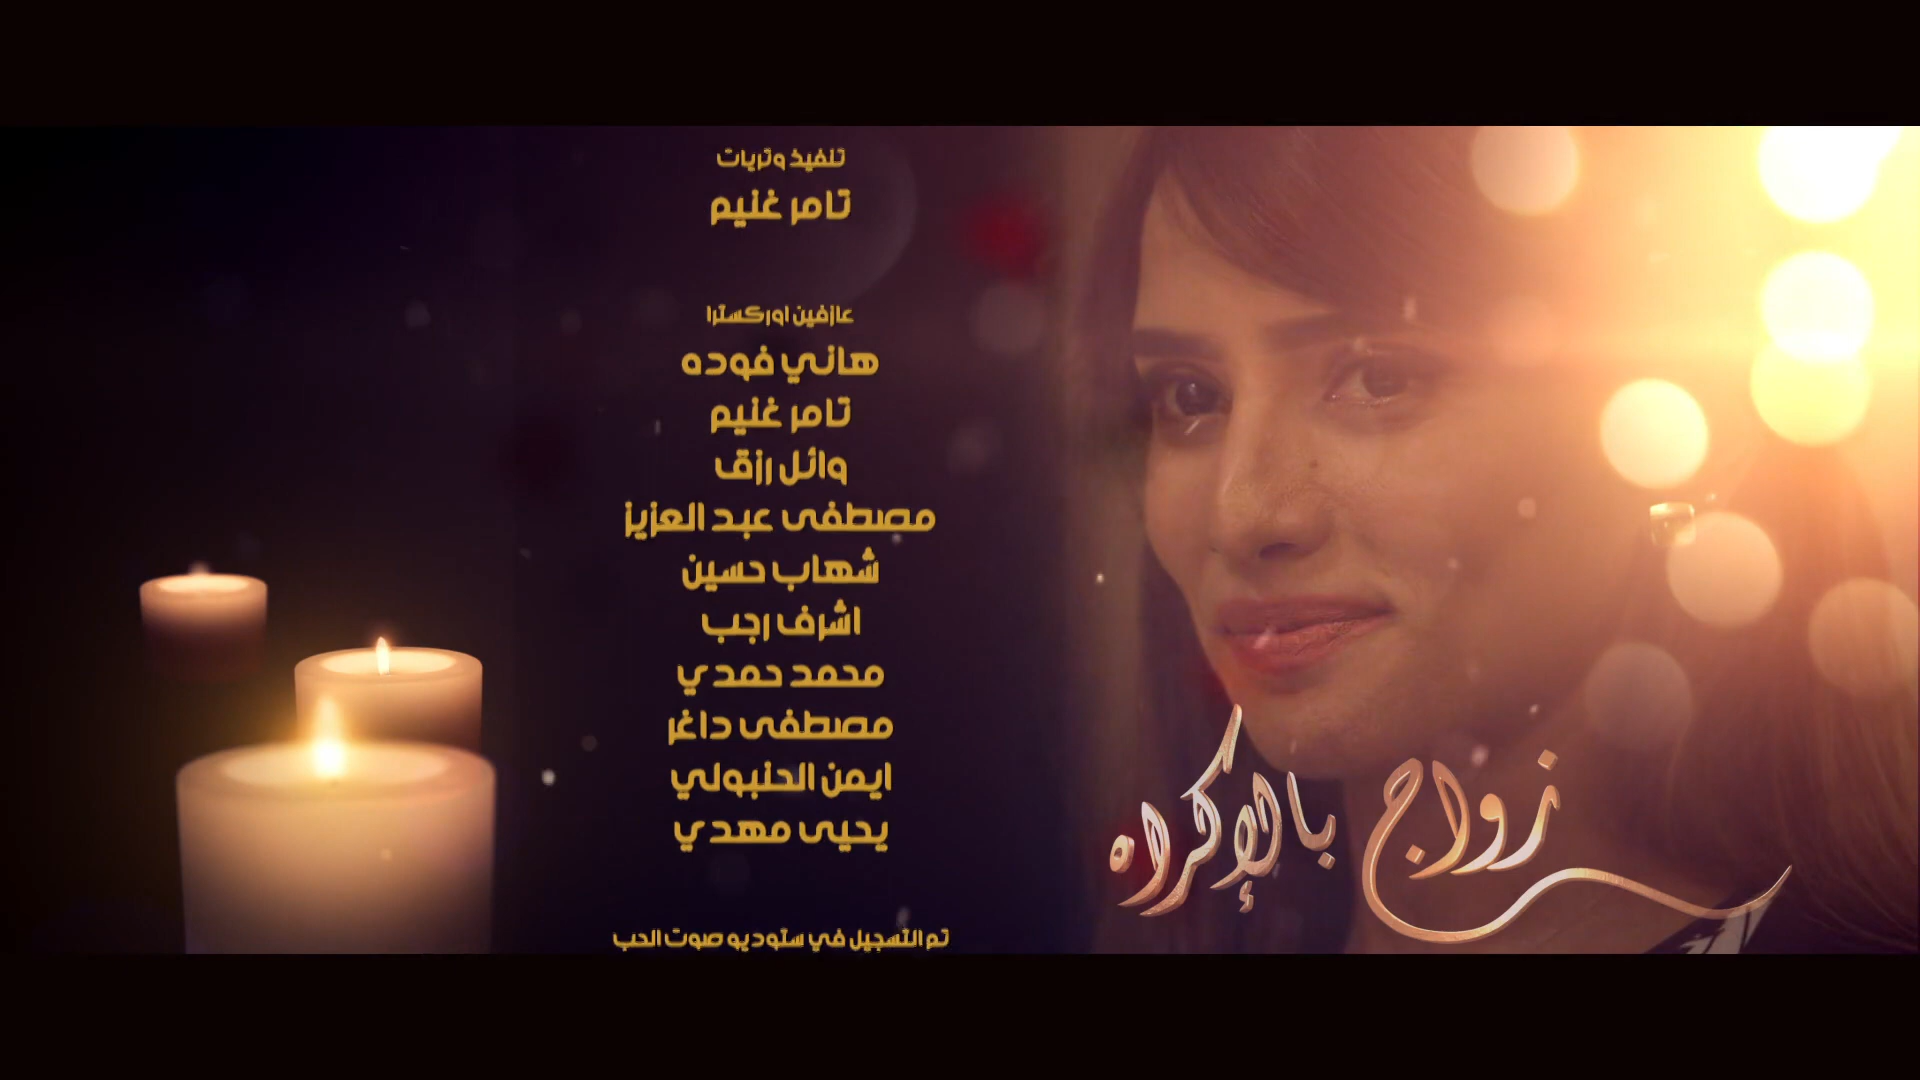 تنفيذ وتريات
تامر غنيم
عازفين اوركسترا
هاني فوده
تامر غنيم
وائل رزق
مصطفى عبد العزيز
شهاب حسين
اشرف رجب
محمد حمدي
مصطفى داغر
ايمن الحنبولي
يحيى مهدي
تم التسجيل في ستوديو صوت الحب
زواج بالإكراه